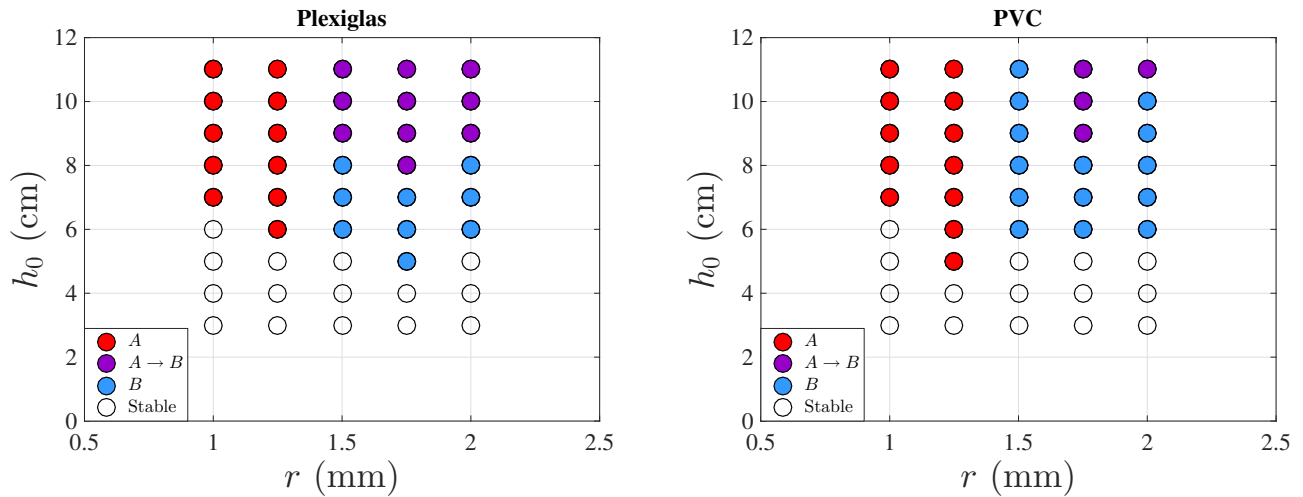 Plexiglas
12
10
8
6
4
2
0
h₀ (cm)
A
A → B
B
Stable
0.5 1 1.5 2 2.5
r (mm)
PVC
12
10
8
6
4
2
0
h₀ (cm)
A
A → B
B
Stable
0.5 1 1.5 2 2.5
r (mm)